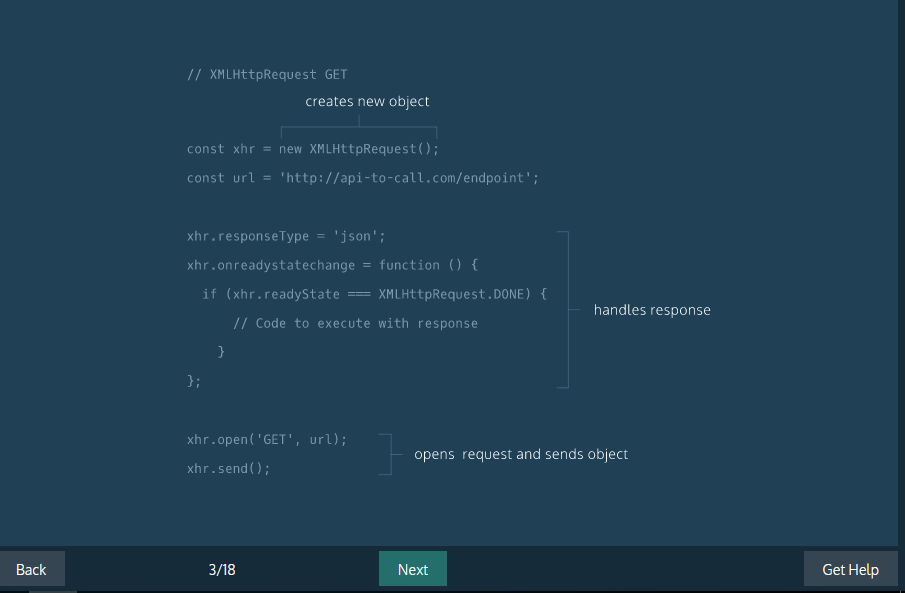 // XMLHttpRequest GET
creates new object
const xhr = new XMLHttpRequest();
const url = 'http://api-to-call.com/endpoint';
xhr.responseType = 'json';
xhr.onreadystatechange = function () {
if (xhr.readyState === XMLHttpRequest.DONE) {
// Code to execute with response
}
};
handles response
xhr.open('GET', url);
xhr.send();
opens request and sends object
Back
3/18
Next
Get Help